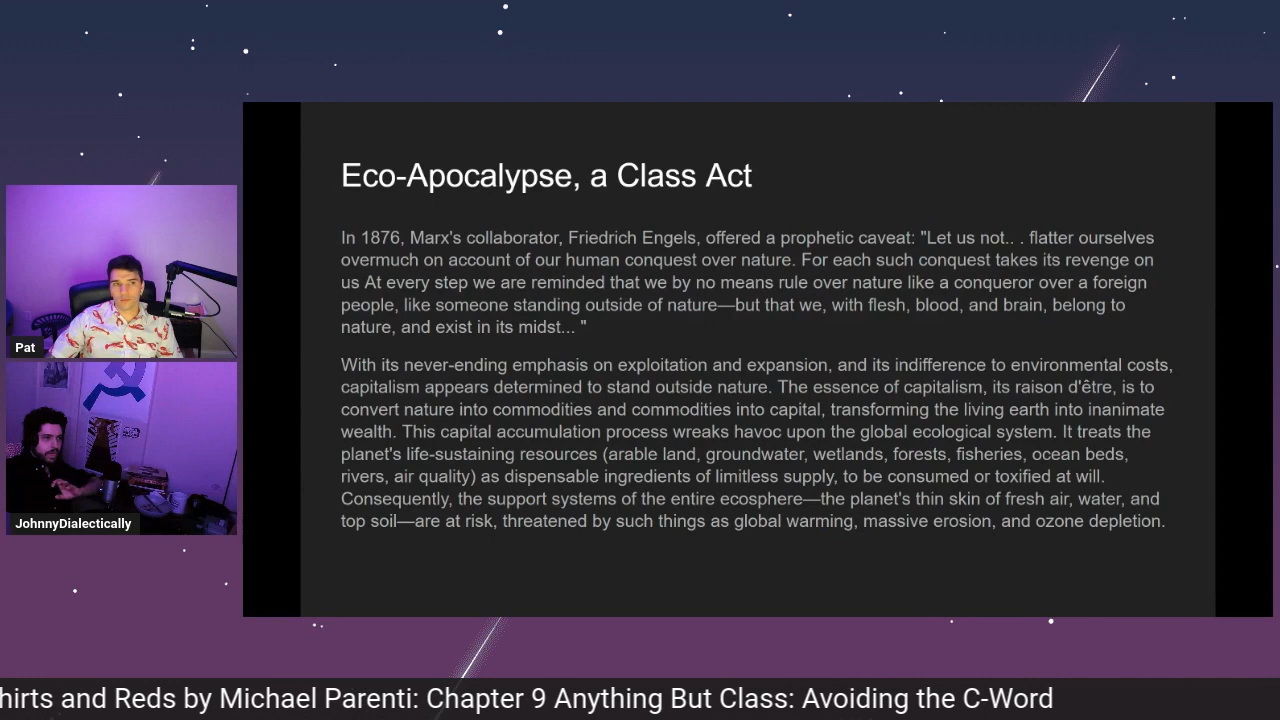 Eco-Apocalypse, a Class Act
In 1876, Marx's collaborator, Friedrich Engels, offered a prophetic caveat: "Let us not.. . flatter ourselves
overmuch on account of our human conquest over nature. For each such conquest takes its revenge on
us At every step we are reminded that we by no means rule over nature like a conqueror over a foreign
people, like someone standing outside of nature—but that we, with flesh, blood, and brain, belong to
nature, and exist in its midst... "
With its never-ending emphasis on exploitation and expansion, and its indifference to environmental costs,
capitalism appears determined to stand outside nature. The essence of capitalism, its raison d'être, is to
convert nature into commodities and commodities into capital, transforming the living earth into inanimate
wealth. This capital accumulation process wreaks havoc upon the global ecological system. It treats the
planet's life-sustaining resources (arable land, groundwater, wetlands, forests, fisheries, ocean beds,
rivers, air quality) as dispensable ingredients of limitless supply, to be consumed or toxified at will.
Consequently, the support systems of the entire ecosphere—the planet's thin skin of fresh air, water, and
top soil—are at risk, threatened by such things as global warming, massive erosion, and ozone depletion.
Pat
JohnnyDialectically
hirts and Reds by Michael Parenti: Chapter 9 Anything But Class: Avoiding the C-Word